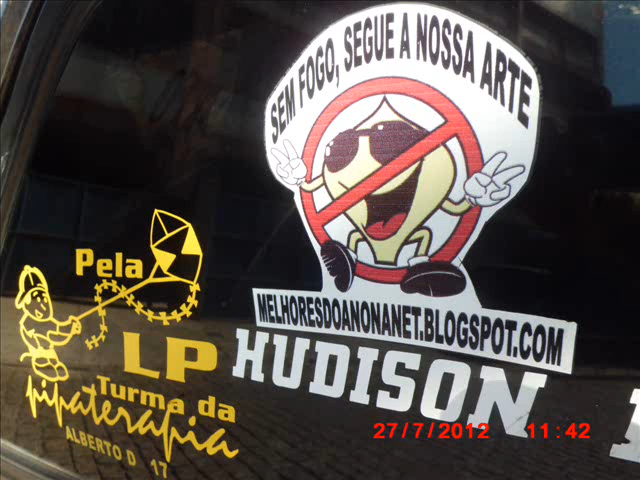 SEM FOGO, SEGUE A NOSSA ARTE
MELHORESDOANONANET.BLOGSPOT.COM
HUDISON
Pela
LP
Turma da
pipaterapia
ALBERTO D 17
27/7/2012 11:42